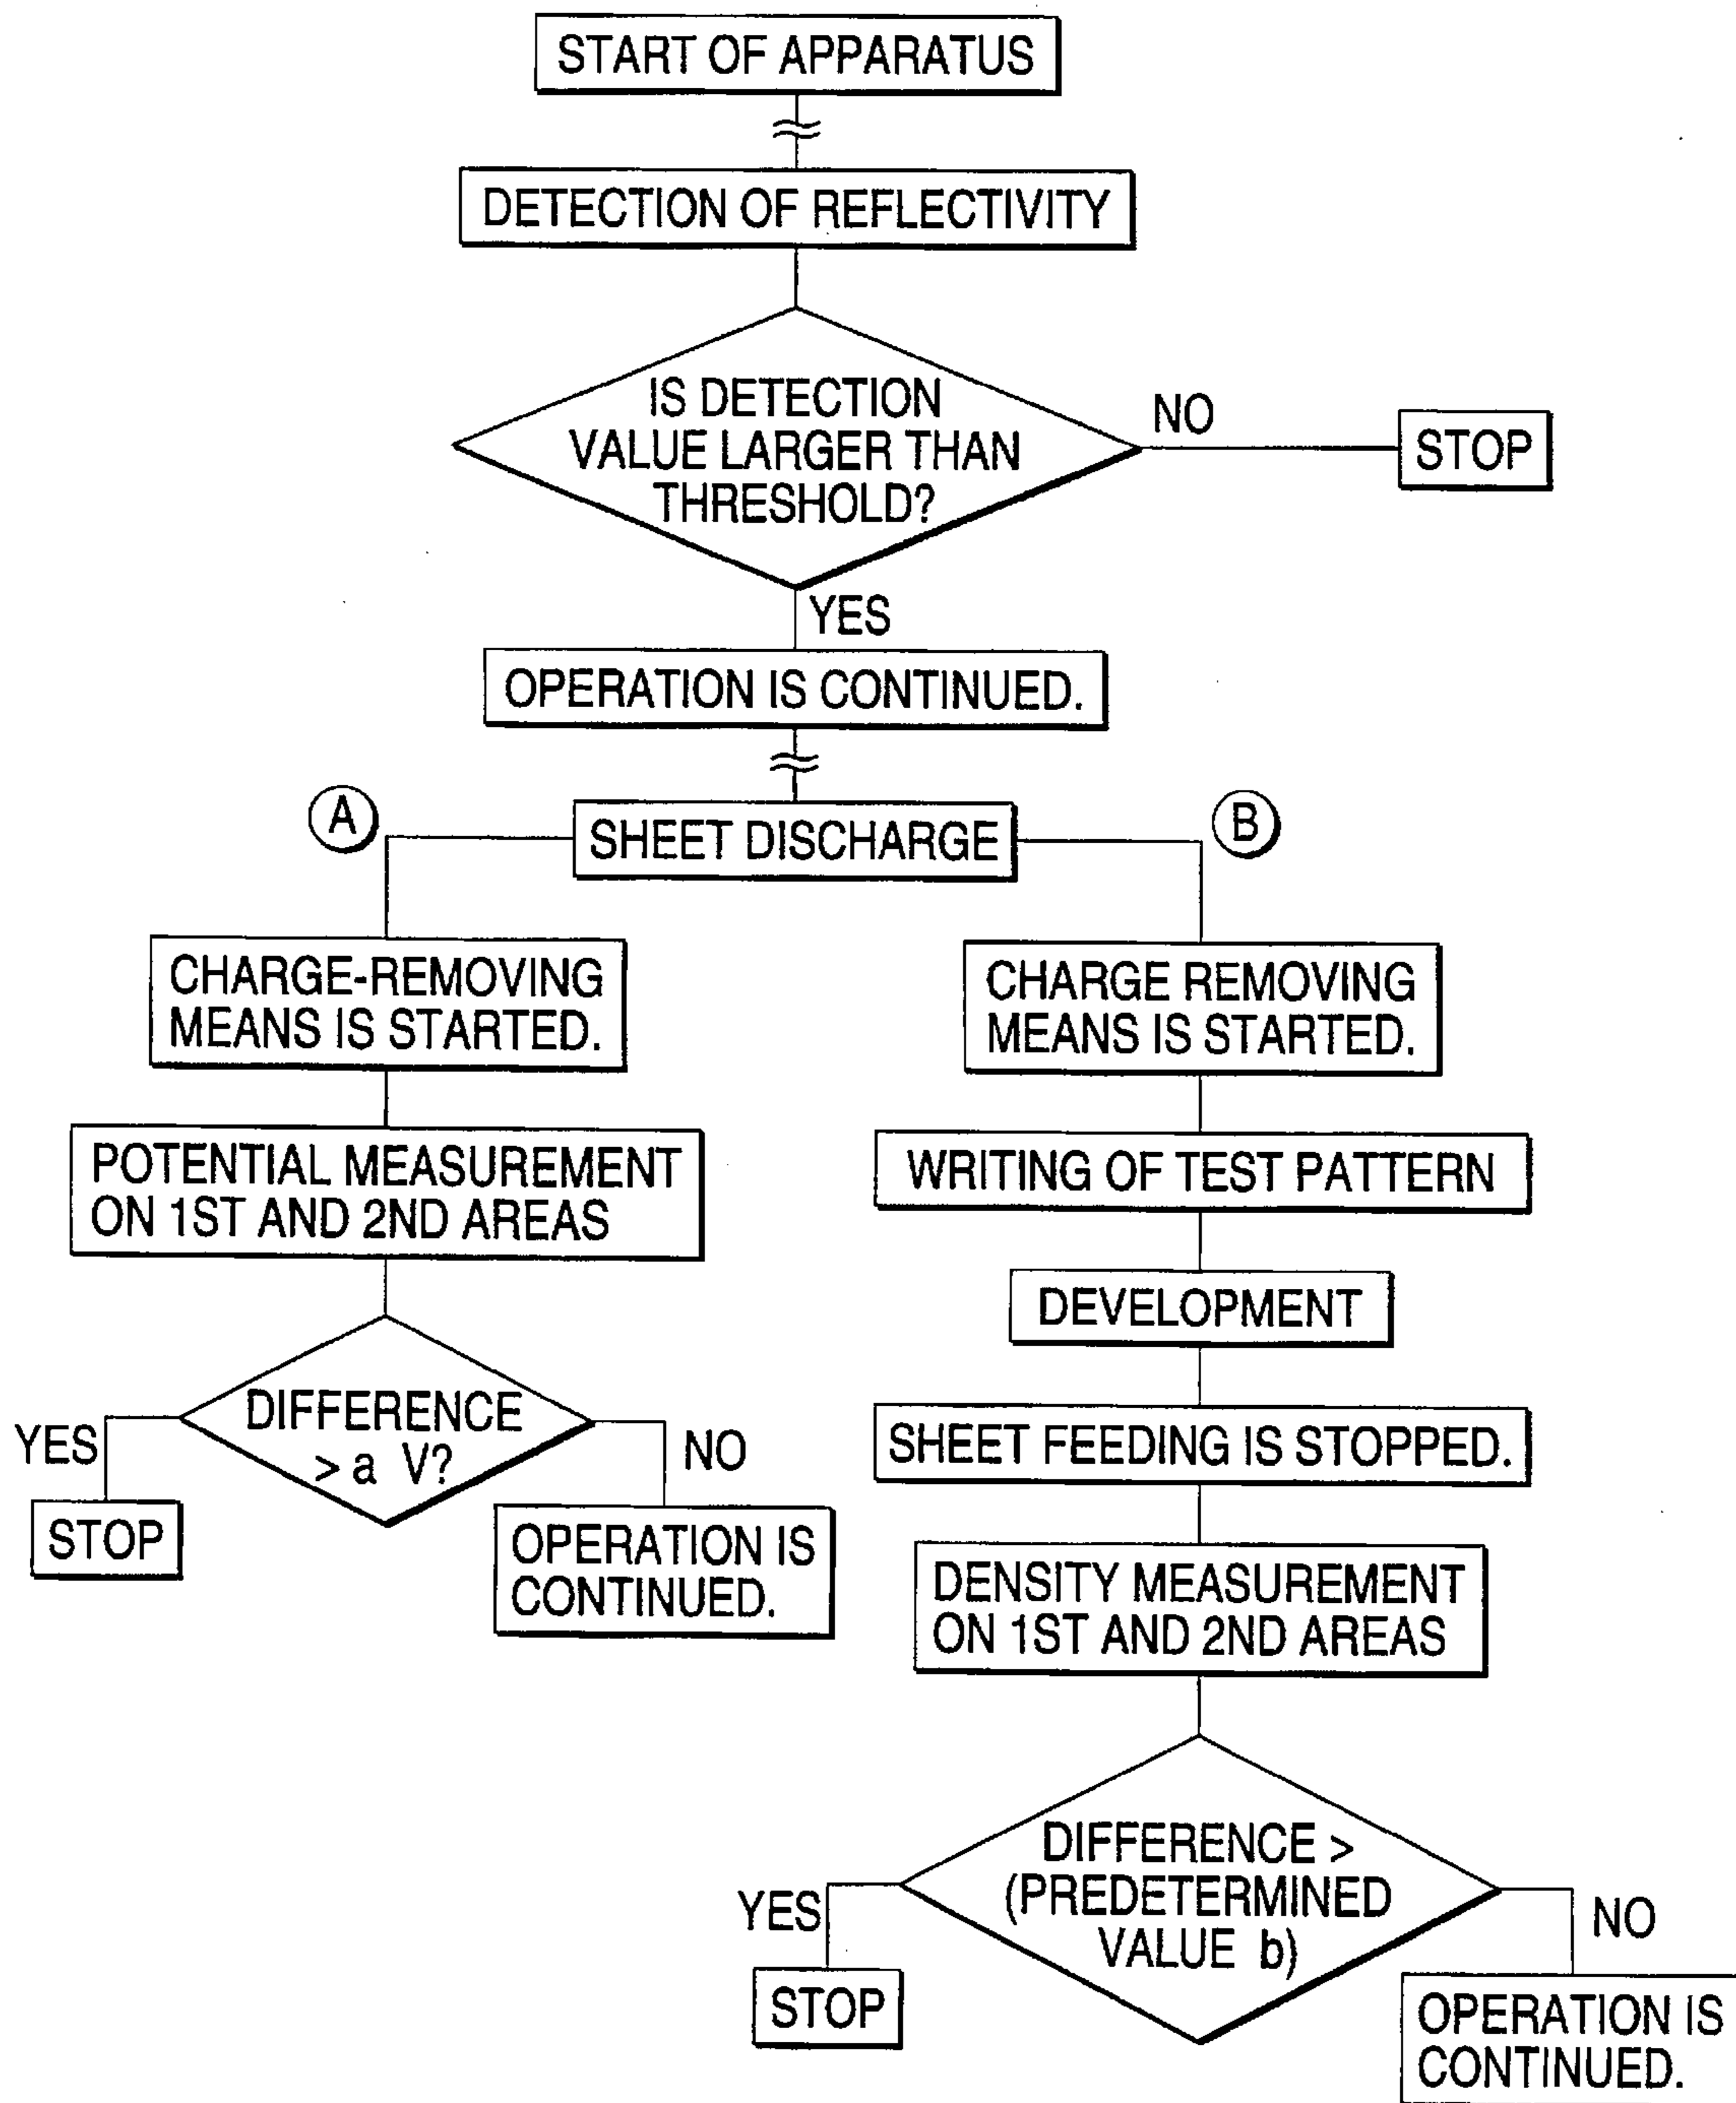 START OF APPARATUS
DETECTION OF REFLECTIVITY
IS DETECTION
VALUE LARGER THAN
THRESHOLD?
NO
STOP
YES
OPERATION IS CONTINUED.
A
SHEET DISCHARGE
B
CHARGE-REMOVING
MEANS IS STARTED.
POTENTIAL MEASUREMENT
ON 1ST AND 2ND AREAS
DIFFERENCE
> a V?
YES
STOP
NO
OPERATION IS
CONTINUED.
CHARGE REMOVING
MEANS IS STARTED.
WRITING OF TEST PATTERN
DEVELOPMENT
SHEET FEEDING IS STOPPED.
DENSITY MEASUREMENT
ON 1ST AND 2ND AREAS
DIFFERENCE >
(PREDETERMINED
VALUE b)
YES
STOP
NO
OPERATION IS
CONTINUED.